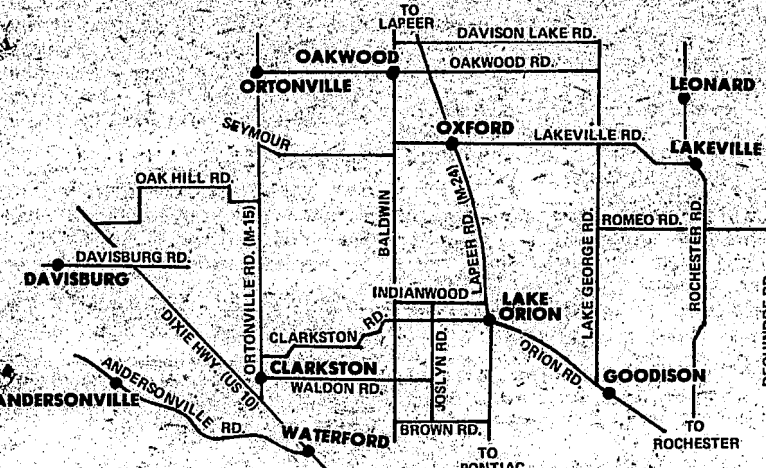 TO
LAPEER
DAVISON LAKE RD.
OAKWOOD
OAKWOOD RD.
ORTONVILLE
LEONARD
SEYMOUR
OXFORD
LAKEVILLE RD.
LAKEVILLE
OAK HILL RD.
BALDWIN
LAPEER RD. (M-24)
ROMEO RD.
ROCHESTER RD.
LAKE GEORGE RD.
ORTONVILLE RD. (M-15)
DAVISBURG RD.
DAVISBURG
INDIANWOOD
LAKE
ORION
DIXIE HWY. (US 10)
CLARKSTON RD.
JOSLYN RD.
ORION RD.
CLARKSTON
WALDON RD.
GOODISON
ANDERSONVILLE
ANDERSONVILLE RD.
WATERFORD
BROWN RD.
TO
ROCHESTER
TO
PONTIAC